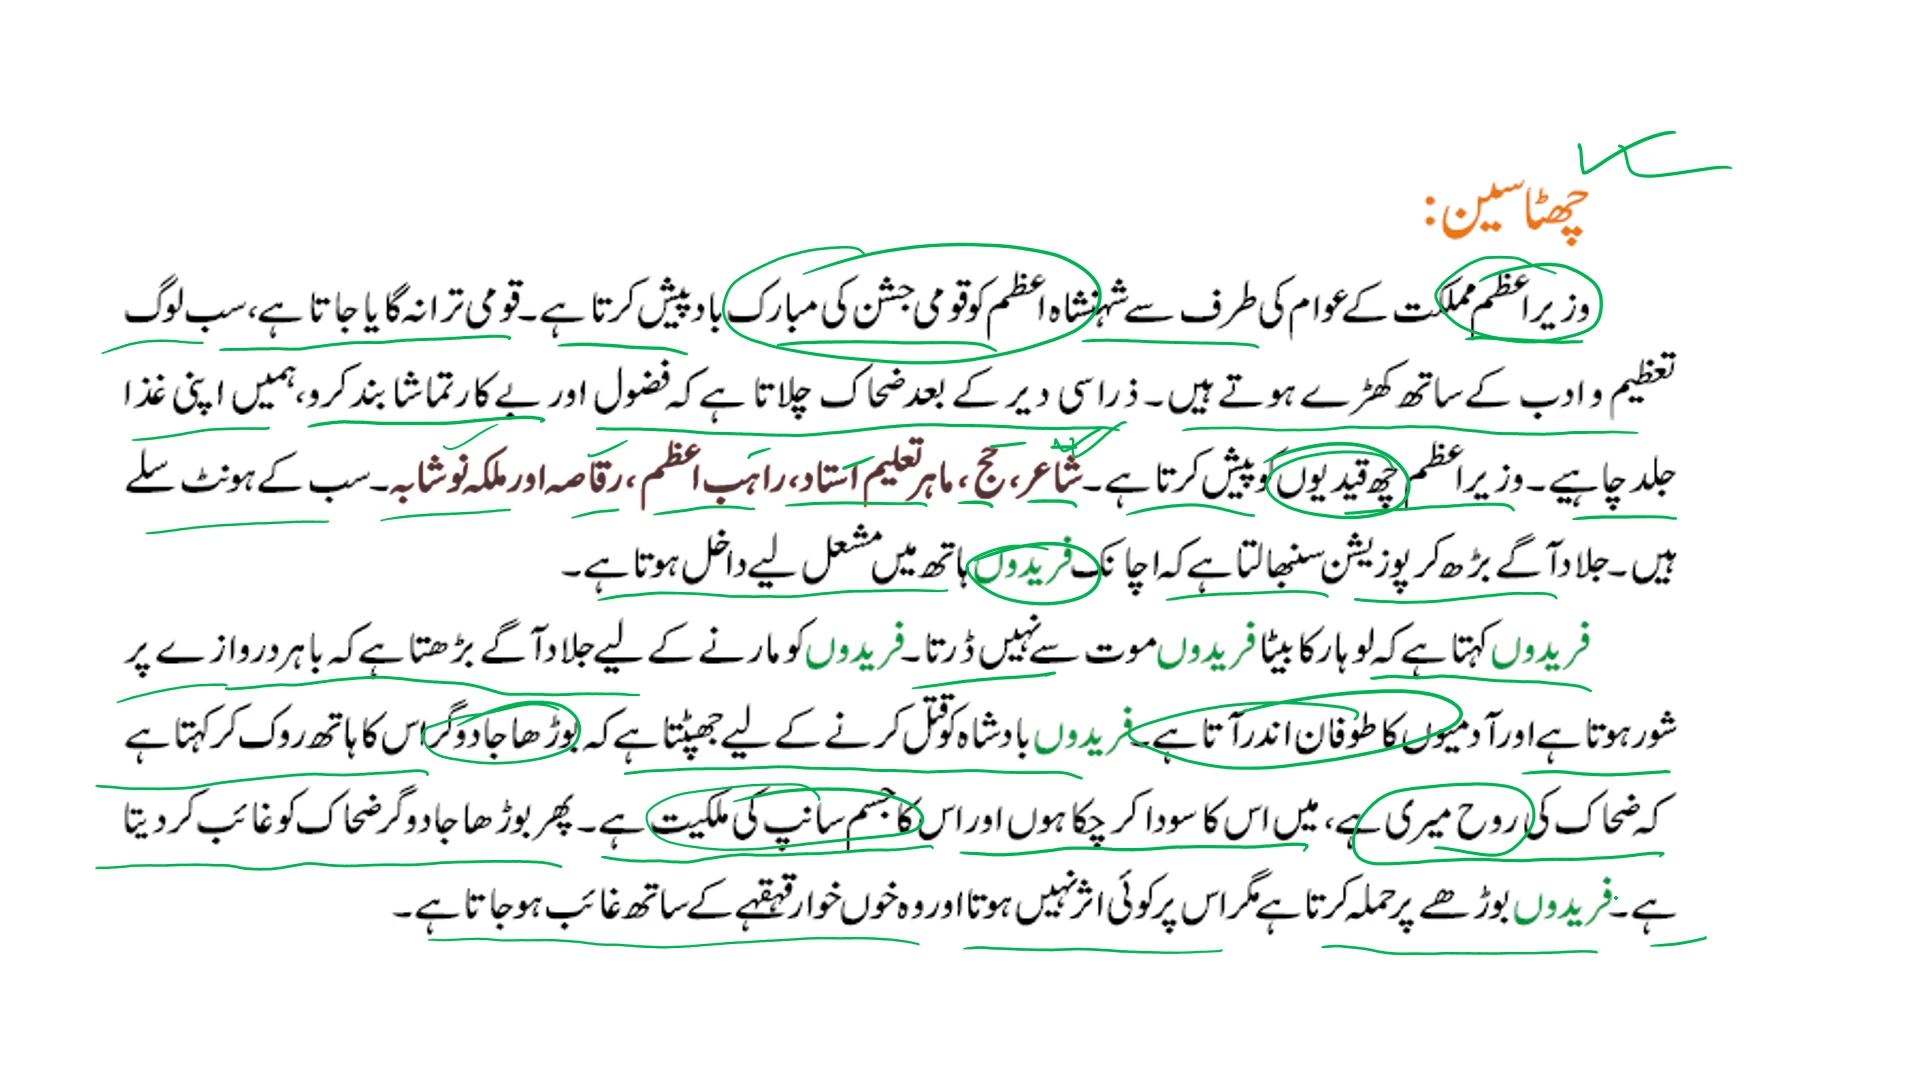 چھٹا سین:
وزیراعظم مملکت کے عوام کی طرف سے شہنشاہ اعظم کو قومی جشن کی مبارک باد پیش کرتا ہے۔ قومی ترانہ گایا جاتا ہے، سب لوگ
تعظیم و ادب کے ساتھ کھڑے ہوتے ہیں۔ ذرا سی دیر کے بعد ضحاک چلاتا ہے کہ فضول اور بے کار تماشا بند کرو، ہمیں اپنی غذا
جلد چاہیے۔ وزیراعظم چھ قیدیوں کو پیش کرتا ہے۔ شاعر، جج، ماہر تعلیم استاد، راہب اعظم، رقاصہ اور ملکہ نوشابہ۔ سب کے ہونٹ سلے
ہیں۔ جلاد آگے بڑھ کر پوزیشن سنبھالتا ہے کہ اچانک فریدوں ہاتھ میں مشعل لیے داخل ہوتا ہے۔
فریدوں کہتا ہے کہ لوہار کا بیٹا فریدوں موت سے نہیں ڈرتا۔ فریدوں کو مارنے کے لیے جلاد آگے بڑھتا ہے کہ باہر دروازے پر
شور ہوتا ہے اور آدمیوں کا طوفان اندر آتا ہے۔ فریدوں بادشاہ کو قتل کرنے کے لیے جھپٹتا ہے کہ بوڑھا جادوگر اس کا ہاتھ روک کر کہتا ہے
کہ ضحاک کی روح میری ہے، میں اس کا سودا کر چکا ہوں اور اس کا جسم سانپ کی ملکیت ہے۔ پھر بوڑھا جادوگر ضحاک کو غائب کر دیتا
ہے۔ فریدوں بوڑھے پر حملہ کرتا ہے مگر اس پر کوئی اثر نہیں ہوتا اور وہ خوں خوار قہقہے کے ساتھ غائب ہو جاتا ہے۔